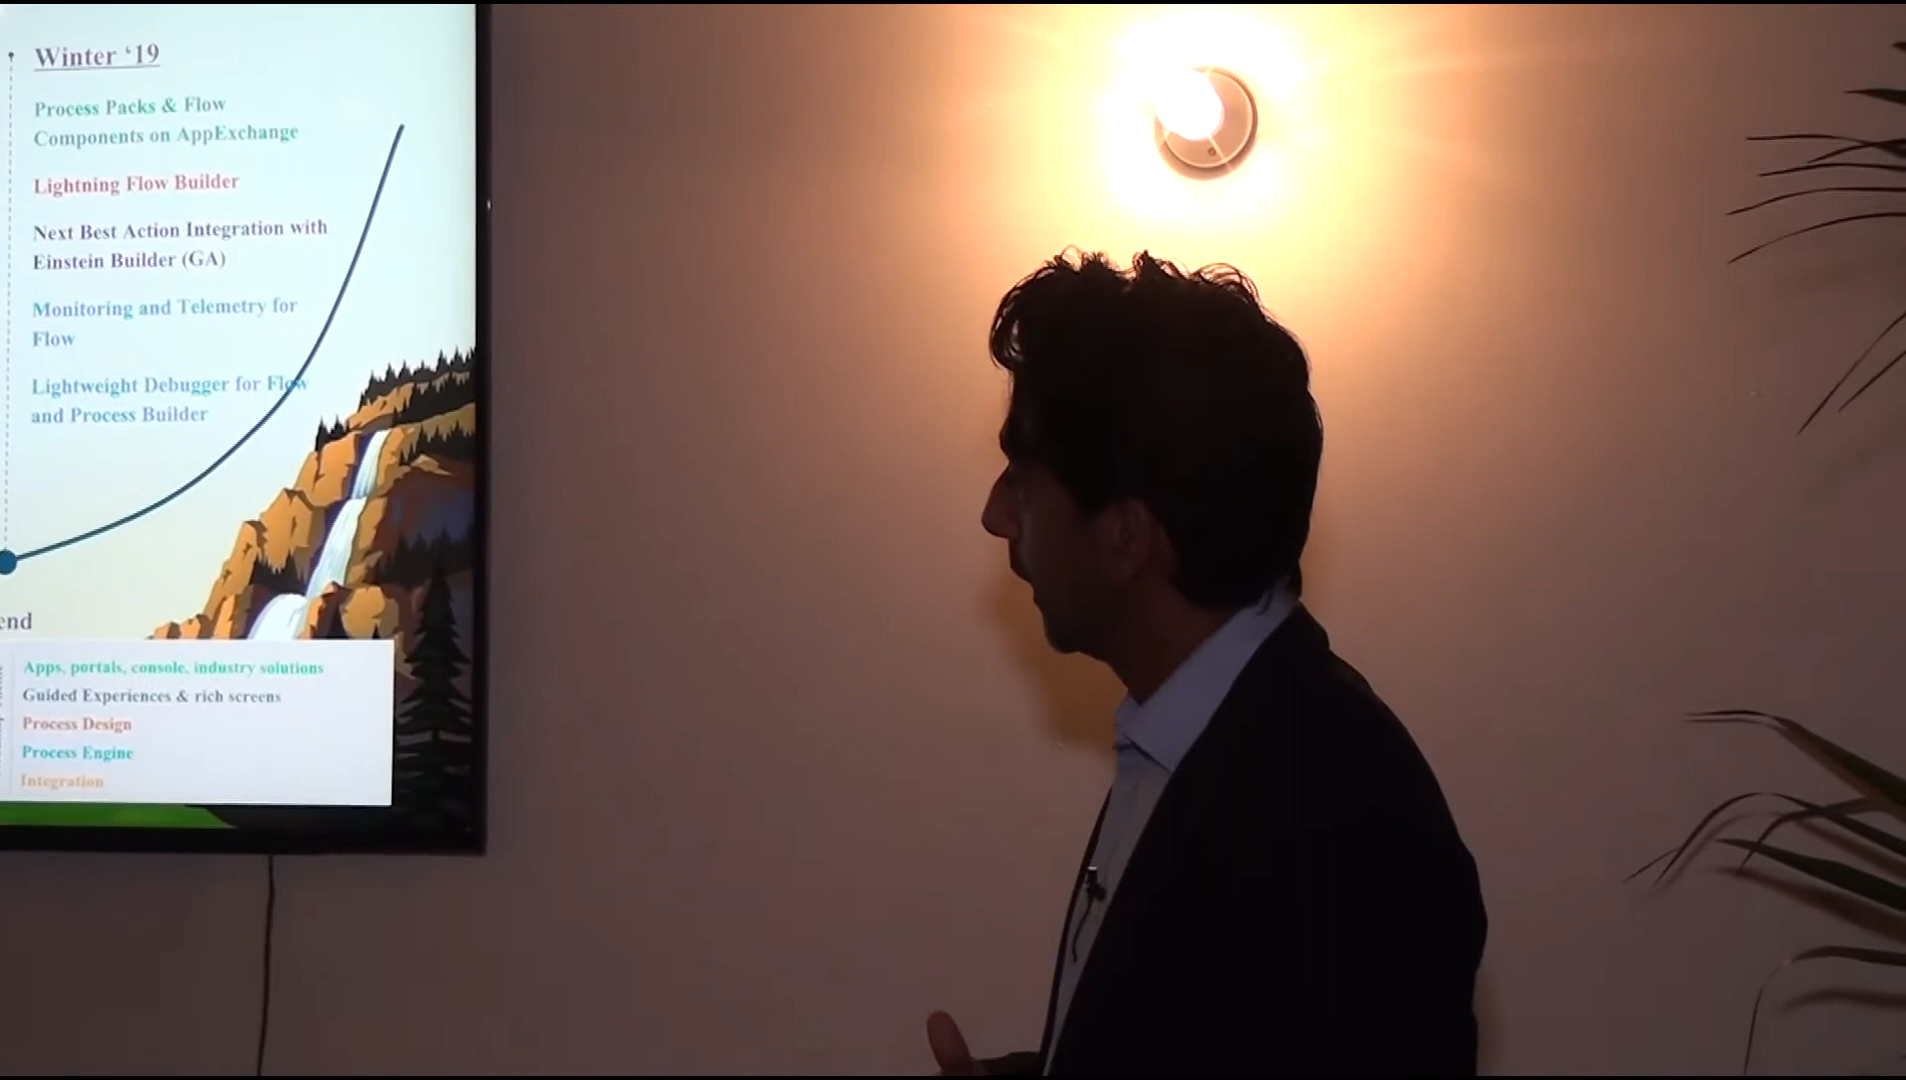 Winter ‘19
Process Packs & Flow
Components on AppExchange
Lightning Flow Builder
Next Best Action Integration with
Einstein Builder (GA)
Monitoring and Telemetry for
Flow
Lightweight Debugger for Flow
and Process Builder
end
Apps, portals, console, industry solutions
Guided Experiences & rich screens
Process Design
Process Engine
Integration